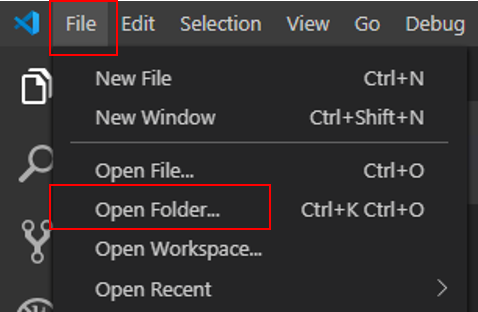 File Edit Selection View Go Debug
New File Ctrl+N
New Window Ctrl+Shift+N
Open File... Ctrl+O
Open Folder... Ctrl+K Ctrl+O
Open Workspace...
Open Recent